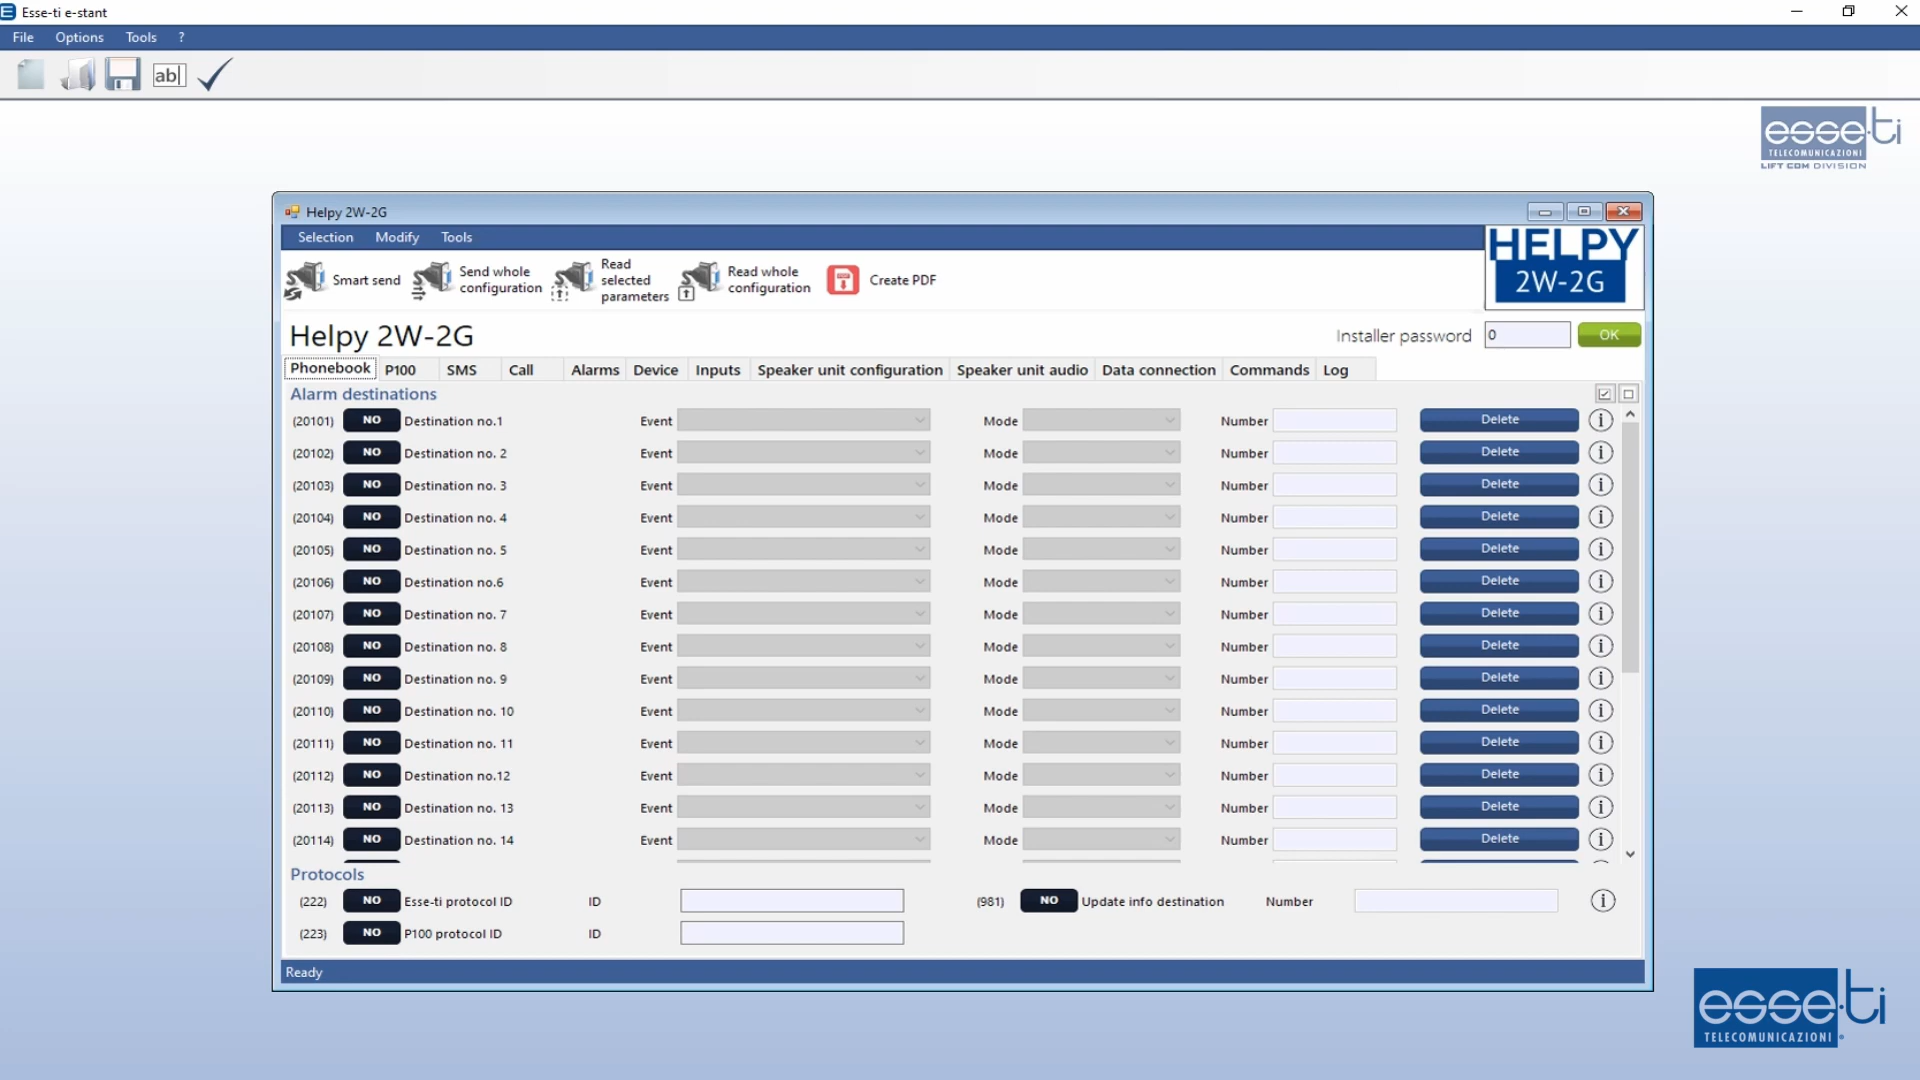 Esse-ti e-stant
File Options Tools ?
ab|
esse-ti
TELECOMUNICAZIONI
LIFT COM DIVISION
Helpy 2W-2G
Selection Modify Tools
HELPY
2W-2G
Smart send
Send whole
configuration
Read
selected
parameters
Read whole
configuration
Create PDF
Helpy 2W-2G
Installer password 0 OK
Phonebook P100 SMS Call Alarms Device Inputs Speaker unit configuration Speaker unit audio Data connection Commands Log
Alarm destinations
(20101) NO Destination no.1 Event Mode Number Delete i
(20102) NO Destination no. 2 Event Mode Number Delete i
(20103) NO Destination no. 3 Event Mode Number Delete i
(20104) NO Destination no. 4 Event Mode Number Delete i
(20105) NO Destination no. 5 Event Mode Number Delete i
(20106) NO Destination no.6 Event Mode Number Delete i
(20107) NO Destination no. 7 Event Mode Number Delete i
(20108) NO Destination no. 8 Event Mode Number Delete i
(20109) NO Destination no. 9 Event Mode Number Delete i
(20110) NO Destination no. 10 Event Mode Number Delete i
(20111) NO Destination no. 11 Event Mode Number Delete i
(20112) NO Destination no.12 Event Mode Number Delete i
(20113) NO Destination no. 13 Event Mode Number Delete i
(20114) NO Destination no. 14 Event Mode Number Delete i
Protocols
(222) NO Esse-ti protocol ID ID (981) NO Update info destination Number i
(223) NO P100 protocol ID ID
Ready
esse-ti
TELECOMUNICAZIONI